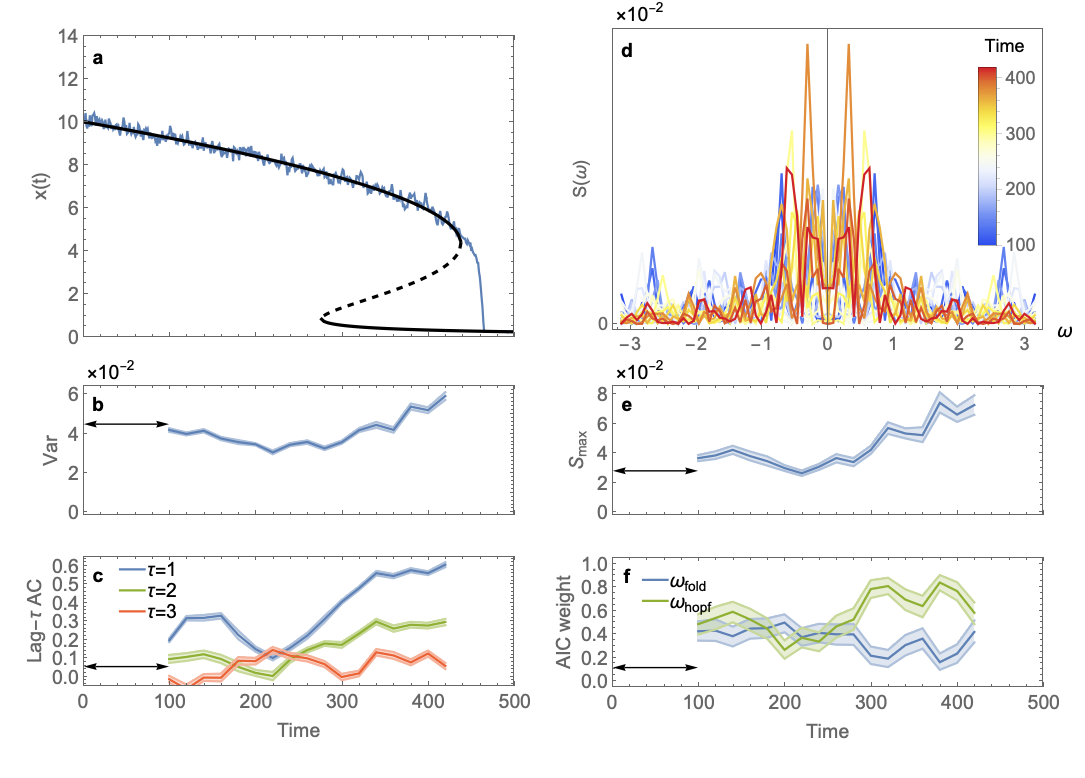 a
14
12
10
8
6
4
2
0
x(t)
×10−2
d
Time
400
300
200
100
S(ω)
0
−3 −2 −1 0 1 2 3 ω
×10−2
b
6
4
2
0
Var
×10−2
e
8
6
4
2
0
Smax
c
τ=1
τ=2
τ=3
0.6
0.5
0.4
0.3
0.2
0.1
0.0
Lag−τ AC
0 100 200 300 400 500
Time
f
ωfold
ωhopf
1.0
0.8
0.6
0.4
0.2
0.0
AIC weight
0 100 200 300 400 500
Time